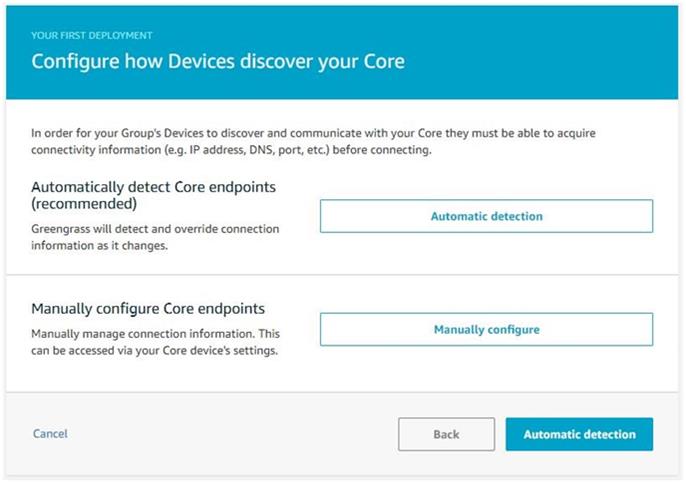 YOUR FIRST DEPLOYMENT
Configure how Devices discover your Core
In order for your Group's Devices to discover and communicate with your Core they must be able to acquire
connectivity information (e.g. IP address, DNS, port, etc.) before connecting.
Automatically detect Core endpoints
(recommended)
Greengrass will detect and override connection
information as it changes.
Automatic detection
Manually configure Core endpoints
Manually manage connection information. This
can be accessed via your Core device's settings.
Manually configure
Cancel
Back
Automatic detection